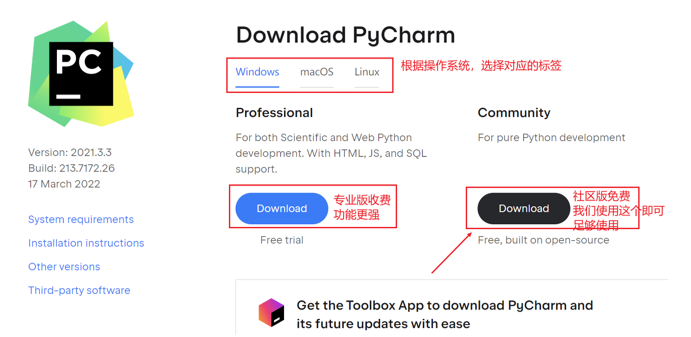 PC
Version: 2021.3.3
Build: 213.7172.26
17 March 2022
System requirements
Installation instructions
Other versions
Third-party software
Download PyCharm
Windows
macOS
Linux
根据操作系统，选择对应的标签
Professional
For both Scientific and Web Python
development. With HTML, JS, and SQL
support.
Download
专业版收费
功能更强
Free trial
Community
For pure Python development
Download
社区版免费
我们使用这个即可
足够使用
Free, built on open-source
Get the Toolbox App to download PyCharm and
its future updates with ease